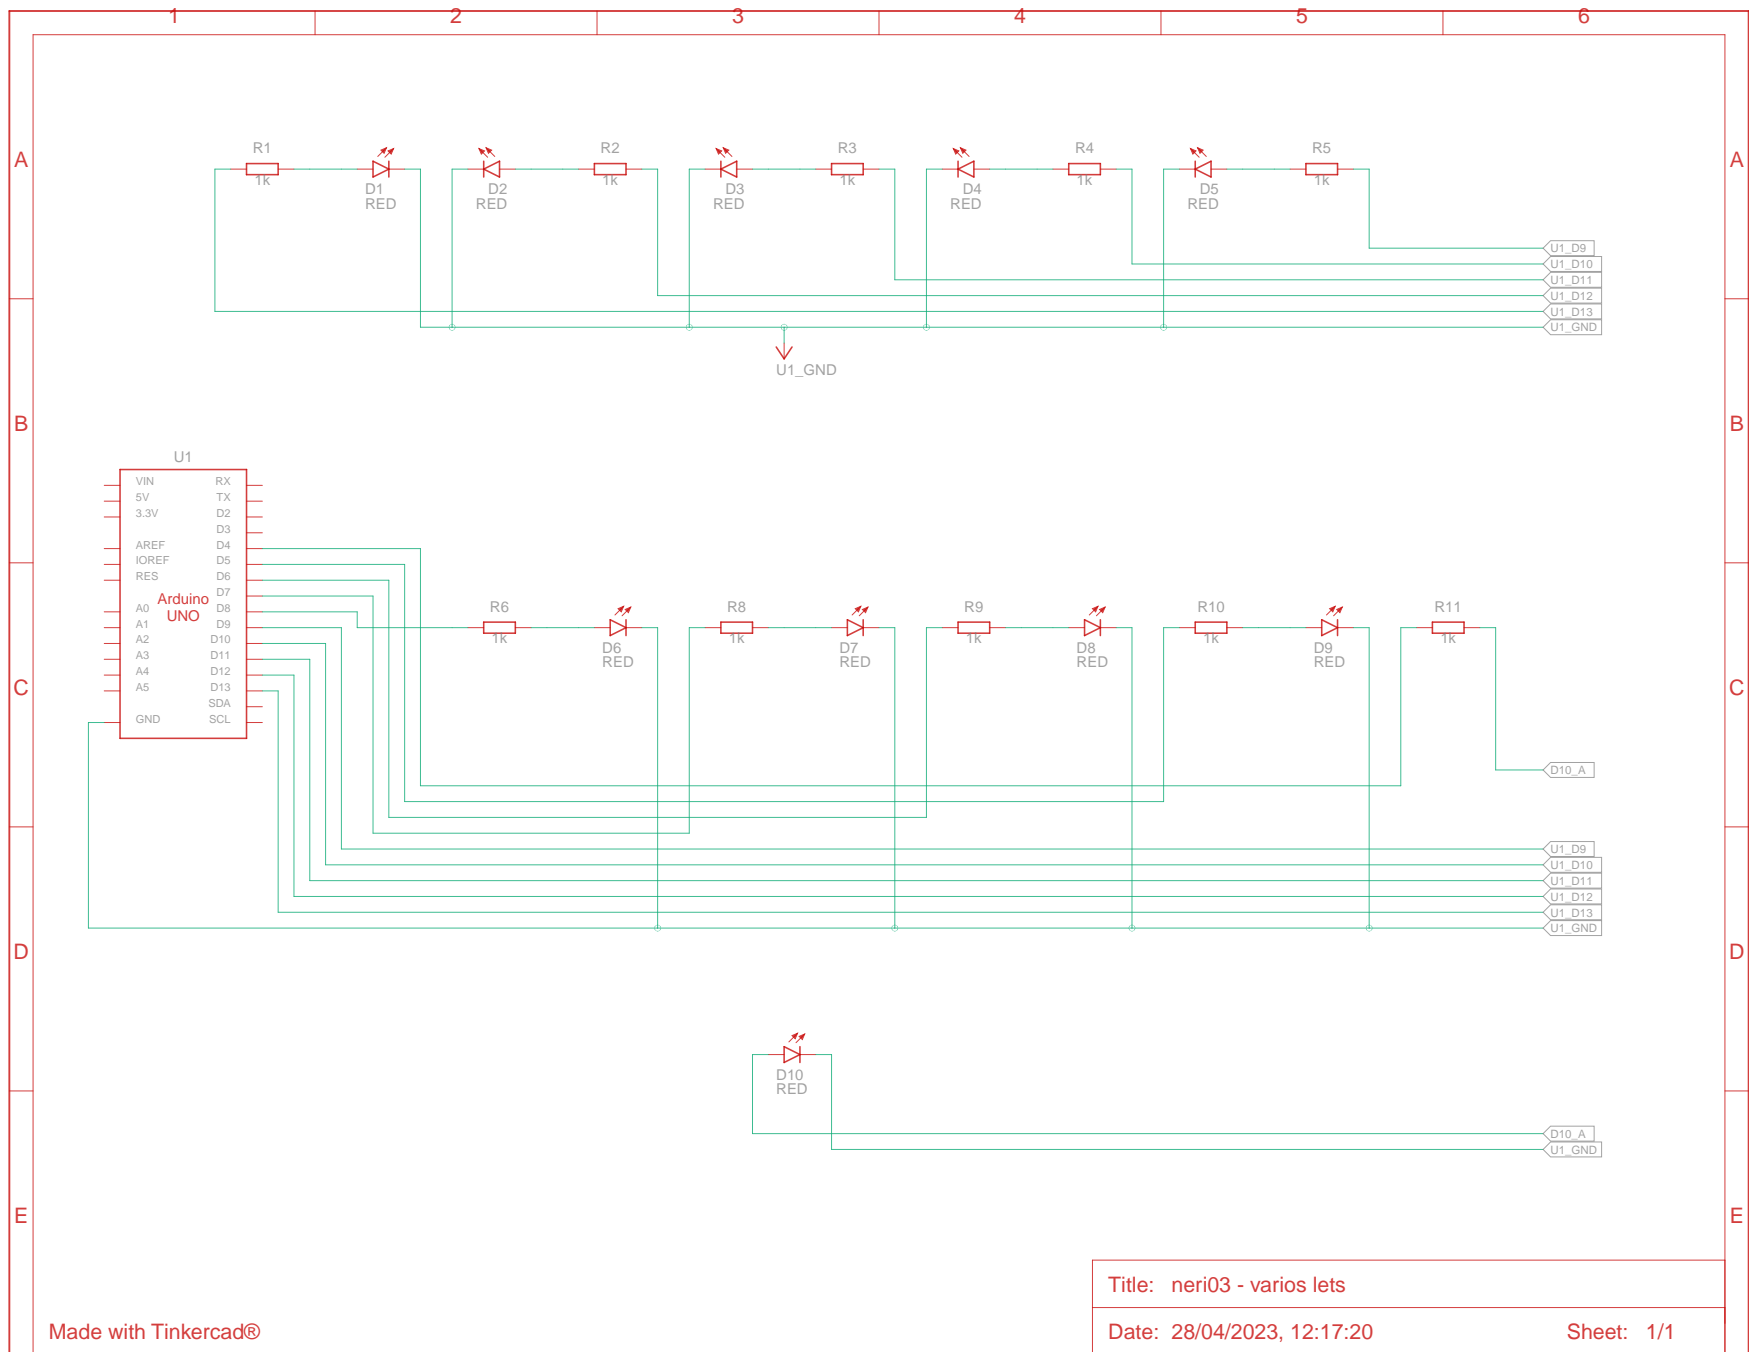 1 2 3 4 5 6
A A
R1 R2 R3 R4 R5
1k 1k 1k 1k 1k
D1 D2 D3 D4 D5
RED RED RED RED RED
U1_D9
U1_D10
U1_D11
U1_D12
U1_D13
U1_GND
U1_GND
B B
U1
VIN RX
5V TX
3.3V D2
D3
AREF D4
IOREF D5
RES D6
D7
Arduino
UNO
A0 D8
A1 D9
A2 D10
A3 D11
A4 D12
A5 D13
SDA
GND SCL
R6 R8 R9 R10 R11
1k 1k 1k 1k 1k
D6 D7 D8 D9
RED RED RED RED
C C
D10_A
U1_D9
U1_D10
U1_D11
U1_D12
U1_D13
U1_GND
D D
D10
RED
D10_A
U1_GND
E E
Title: neri03 - varios lets
Made with Tinkercad®
Date: 28/04/2023, 12:17:20 Sheet: 1/1